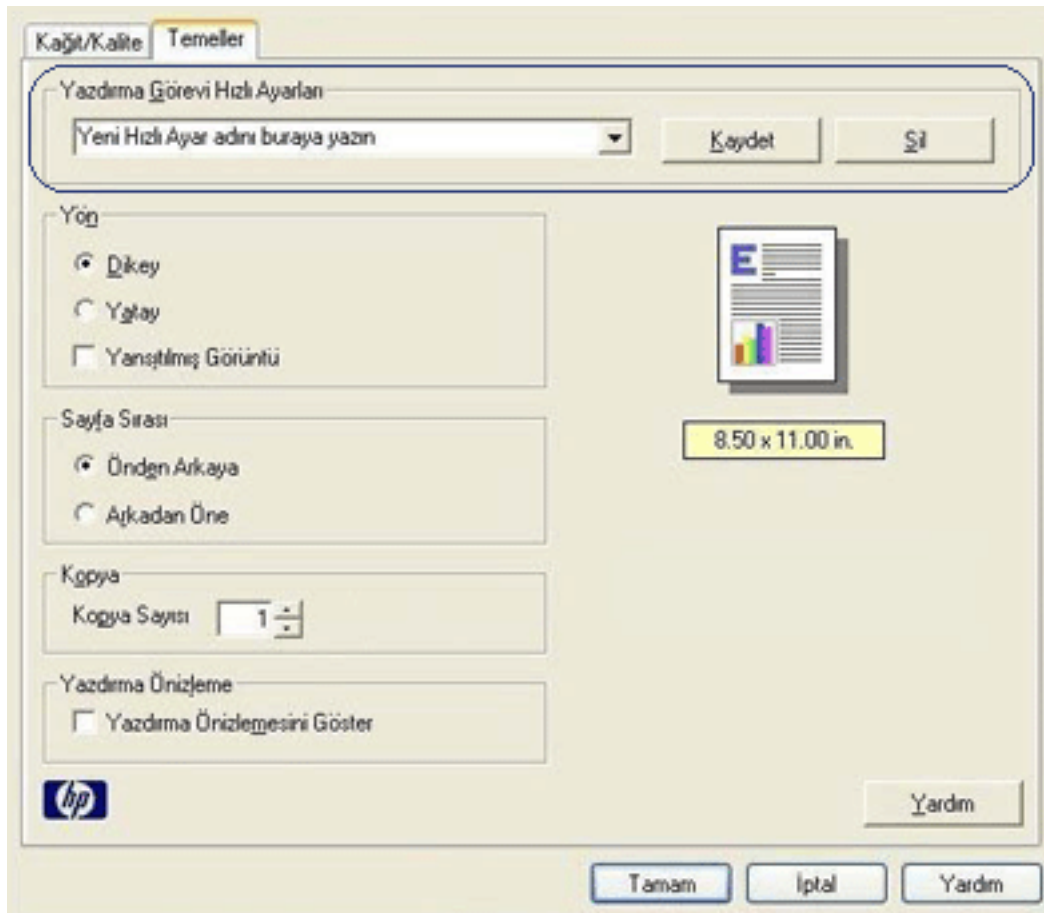 Kağıt/Kalite Temeller
Yazdırma Görevi Hızlı Ayarları
Yeni Hızlı Ayar adını buraya yazın Kaydet Sil
Yön
Dikey
Yatay
Yansıtılmış Görüntü
E
8.50 x 11.00 in.
Sayfa Sırası
Önden Arkaya
Arkadan Öne
Kopya
Kopya Sayısı 1
Yazdırma Önizleme
Yazdırma Önizlemesini Göster
hp
Yardım
Tamam İptal Yardım